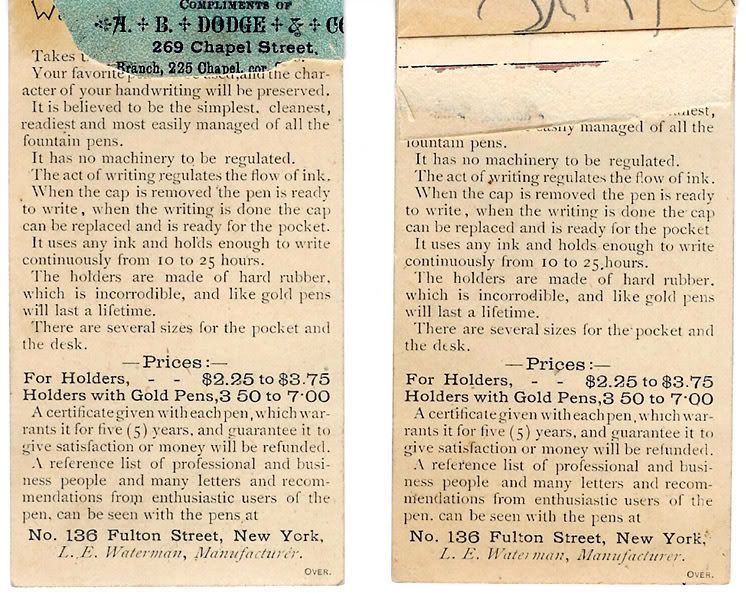 COMPLIMENTS OF
A. + B. + DODGE + & + CO
269 Chapel Street.
Branch, 225 Chapel, cor
Takes
Your favorite used, and the char-
acter of your handwriting will be preserved.
It is believed to be the simplest, cleanest,
readiest and most easily managed of all the
fountain pens.
It has no machinery to be regulated.
The act of writing regulates the flow of ink.
When the cap is removed the pen is ready
to write, when the writing is done the cap
can be replaced and is ready for the pocket.
It uses any ink and holds enough to write
continuously from 10 to 25 hours.
The holders are made of hard rubber,
which is incorrodible, and like gold pens
will last a lifetime.
There are several sizes for the pocket and
the desk.
—Prices:—
For Holders, - - $2.25 to $3.75
Holders with Gold Pens, 3 50 to 7.00
A certificate given with each pen, which war-
rants it for five (5) years, and guarantee it to
give satisfaction or money will be refunded.
A reference list of professional and busi-
ness people and many letters and recom-
mendations from enthusiastic users of the
pen, can be seen with the pens at
No. 136 Fulton Street, New York,
L. E. Waterman, Manufacturer.
OVER.
easily managed of all the
fountain pens.
It has no machinery to be regulated.
The act of writing regulates the flow of ink.
When the cap is removed the pen is ready
to write, when the writing is done the cap
can be replaced and is ready for the pocket
It uses any ink and holds enough to write
continuously from 10 to 25 hours.
The holders are made of hard rubber,
which is incorrodible, and like gold pens
will last a lifetime.
There are several sizes for the pocket and
the desk.
—Prices:—
For Holders, - - $2.25 to $3.75
Holders with Gold Pens, 3 50 to 7.00
A certificate given with each pen, which war-
rants it for five (5) years, and guarantee it to
give satisfaction or money will be refunded.
A reference list of professional and busi-
ness people and many letters and recom-
mendations from enthusiastic users of the
pen, can be seen with the pens at
No. 136 Fulton Street, New York,
L. E. Waterman, Manufacturer.
OVER.